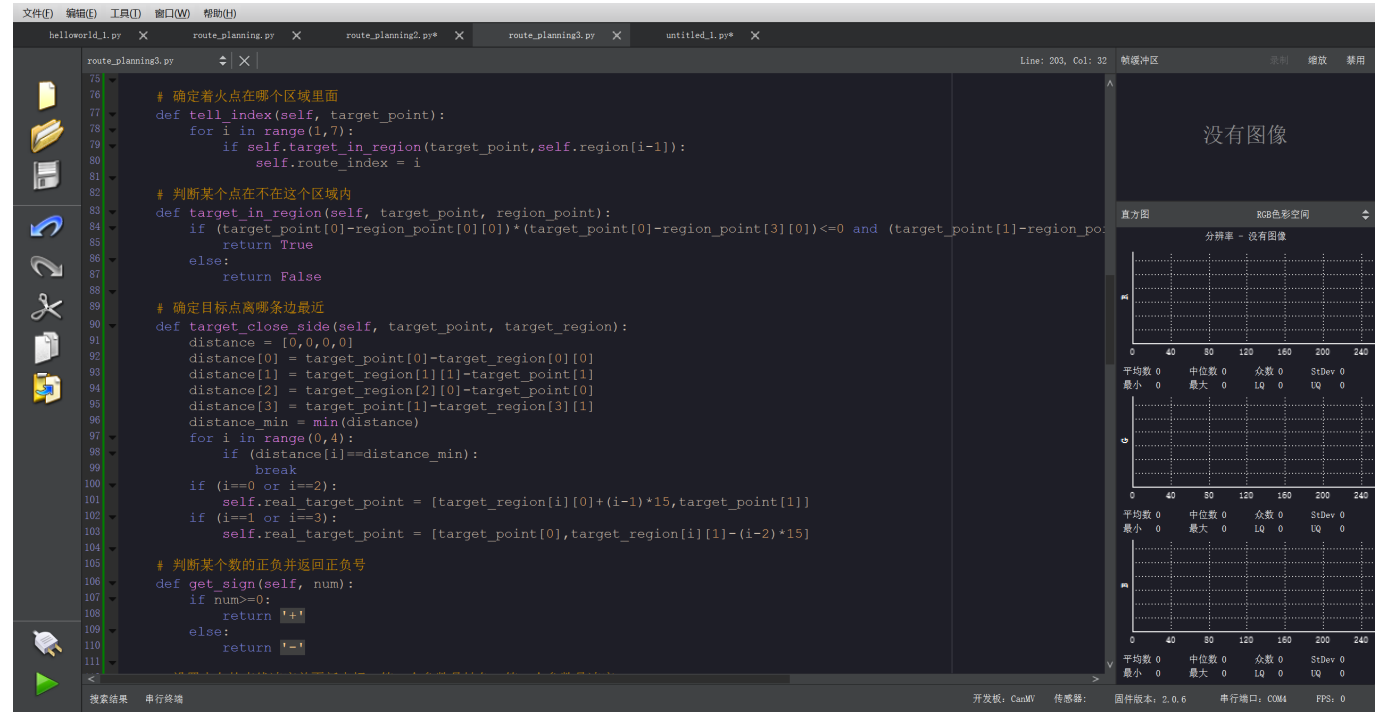 文件(F) 编辑(E) 工具(T) 窗口(W) 帮助(H)
helloworld_1.py route_planning.py route_planning2.py* route_planning3.py untitled_1.py*
route_planning3.py Line: 203, Col: 32 帧缓冲区 录制 缩放 禁用
75
76 # 确定着火点在哪个区域里面
77 def tell_index(self, target_point):
78 for i in range(1,7):
79 if self.target_in_region(target_point,self.region[i-1]):
80 self.route_index = i
81
82 # 判断某个点在不在这个区域内
83 def target_in_region(self, target_point, region_point):
84 if (target_point[0]-region_point[0][0])*(target_point[0]-region_point[3][0])<=0 and (target_point[1]-region_po
85 return True
86 else:
87 return False
88
89 # 确定目标点离哪条边最近
90 def target_close_side(self, target_point, target_region):
91 distance = [0,0,0,0]
92 distance[0] = target_point[0]-target_region[0][0]
93 distance[1] = target_region[1][1]-target_point[1]
94 distance[2] = target_region[2][0]-target_point[0]
95 distance[3] = target_point[1]-target_region[3][1]
96 distance_min = min(distance)
97 for i in range(0,4):
98 if (distance[i]==distance_min):
99 break
100 if (i==0 or i==2):
101 self.real_target_point = [target_region[i][0]+(i-1)*15,target_point[1]]
102 if (i==1 or i==3):
103 self.real_target_point = [target_point[0],target_region[i][1]-(i-2)*15]
104
105 # 判断某个数的正负并返回正负号
106 def get_sign(self, num):
107 if num>=0:
108 return '+'
109 else:
110 return '-'
111
没有图像
直方图 RGB色彩空间
分辨率 - 没有图像
R
0 40 80 120 160 200 240
平均数 0 中位数 0 众数 0 StDev 0
最小 0 最大 0 LQ 0 UQ 0
G
0 40 80 120 160 200 240
平均数 0 中位数 0 众数 0 StDev 0
最小 0 最大 0 LQ 0 UQ 0
B
0 40 80 120 160 200 240
平均数 0 中位数 0 众数 0 StDev 0
最小 0 最大 0 LQ 0 UQ 0
搜索结果 串行终端 开发板: CanMV 传感器: 固件版本: 2.0.6 串行端口: COM4 FPS: 0